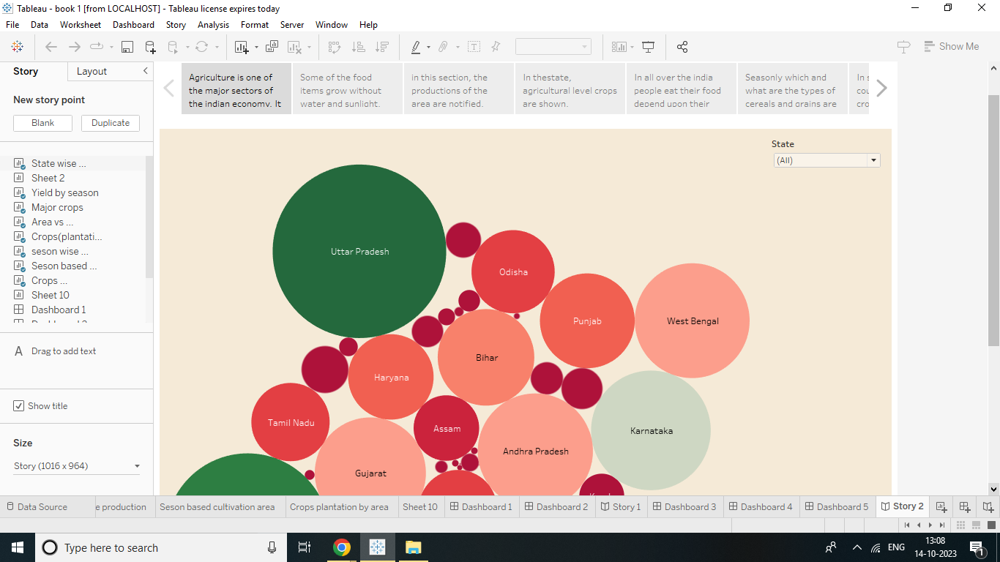 Tableau - book 1 [from LOCALHOST] - Tableau license expires today
File Data Worksheet Dashboard Story Analysis Format Server Window Help
Show Me
Story Layout
New story point
Blank Duplicate
State wise ...
Sheet 2
Yield by season
Major crops
Area vs ...
Crops(plantati...
seson wise ...
Seson based ...
Crops ...
Sheet 10
Dashboard 1
A Drag to add text
Show title
Size
Story (1016 x 964)
Agriculture is one of
the major sectors of
the indian economy. It
Some of the food
items grow without
water and sunlight.
in this section, the
productions of the
area are notified.
In thestate,
agricultural level crops
are shown.
In all over the india
people eat their food
depend upon their
Seasonly which and
what are the types of
cereals and grains are
State
(All)
Uttar Pradesh
Odisha
Punjab
West Bengal
Bihar
Haryana
Tamil Nadu
Assam
Karnataka
Andhra Pradesh
Gujarat
Data Source e production Seson based cultivation area Crops plantation by area Sheet 10 Dashboard 1 Dashboard 2 Story 1 Dashboard 3 Dashboard 4 Dashboard 5 Story 2
Type here to search
ENG
13:08
14-10-2023
1